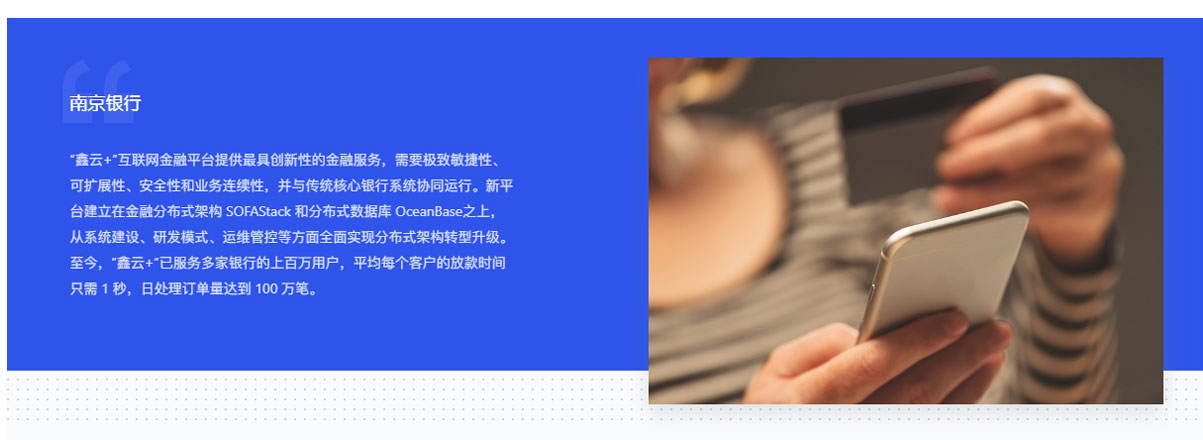 南京银行
“鑫云+”互联网金融平台提供最具创新性的金融服务，需要极致敏捷性、
可扩展性、安全性和业务连续性，并与传统核心银行系统协同运行。新平
台建立在金融分布式架构 SOFAStack 和分布式数据库 OceanBase之上，
从系统建设、研发模式、运维管控等方面全面实现分布式架构转型升级。
至今，“鑫云+”已服务多家银行的上百万用户，平均每个客户的放款时间
只需 1 秒，日处理订单量达到 100 万笔。